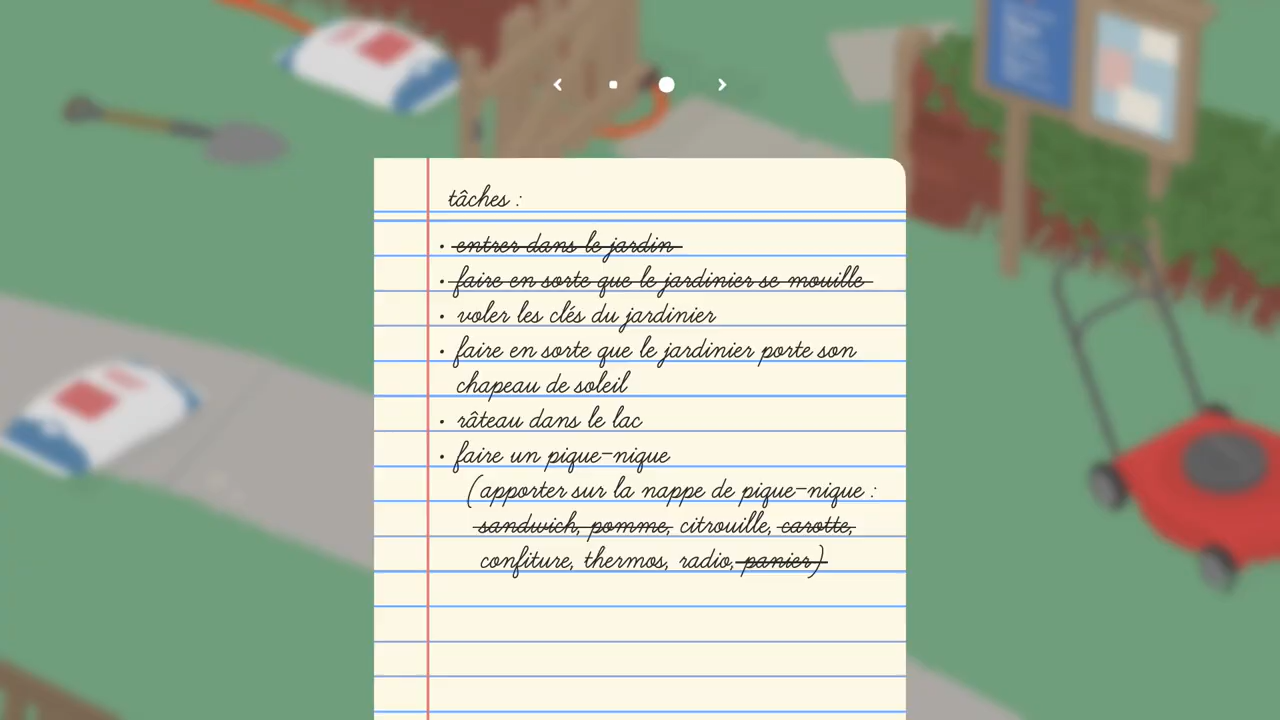 tâches :
• entrer dans le jardin
• faire en sorte que le jardinier se mouille
• voler les clés du jardinier
• faire en sorte que le jardinier porte son
chapeau de soleil
• râteau dans le lac
• faire un pique-nique
(apporter sur la nappe de pique-nique :
sandwich, pomme, citrouille, carotte,
confiture, thermos, radio, panier)